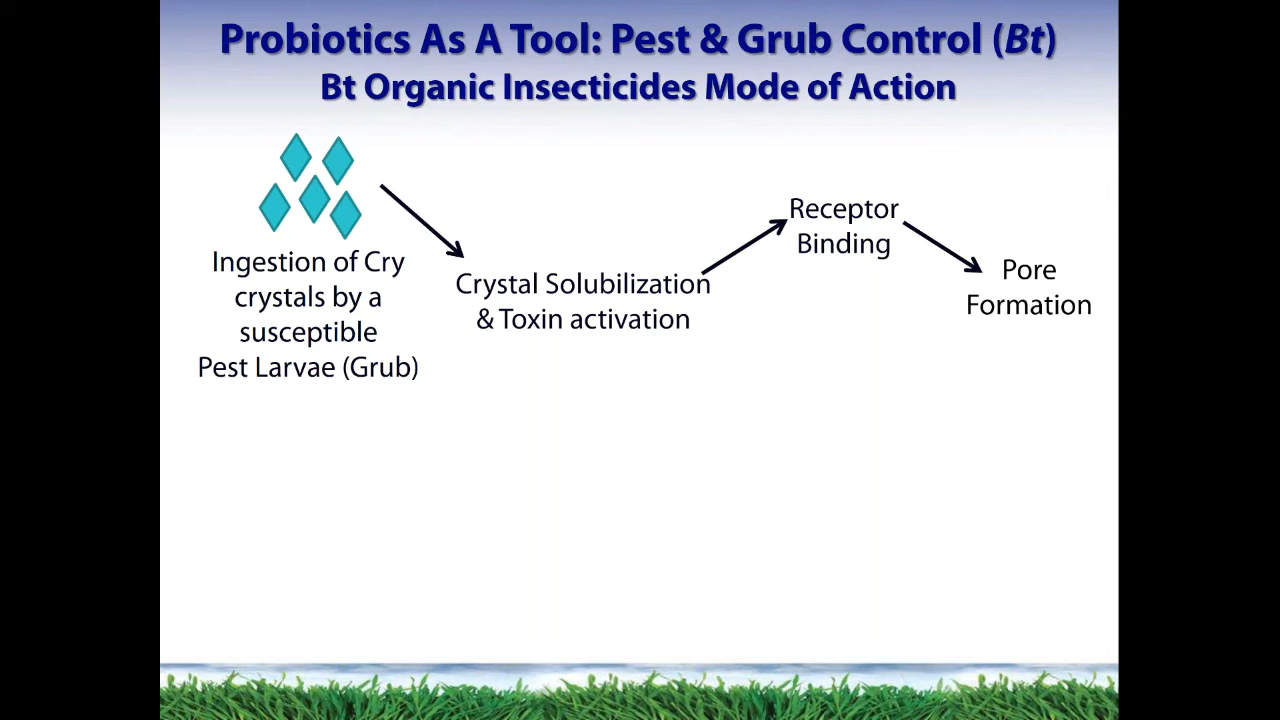 Probiotics As A Tool: Pest & Grub Control (Bt)
Bt Organic Insecticides Mode of Action
Ingestion of Cry
crystals by a
susceptible
Pest Larvae (Grub)
Crystal Solubilization
& Toxin activation
Receptor
Binding
Pore
Formation